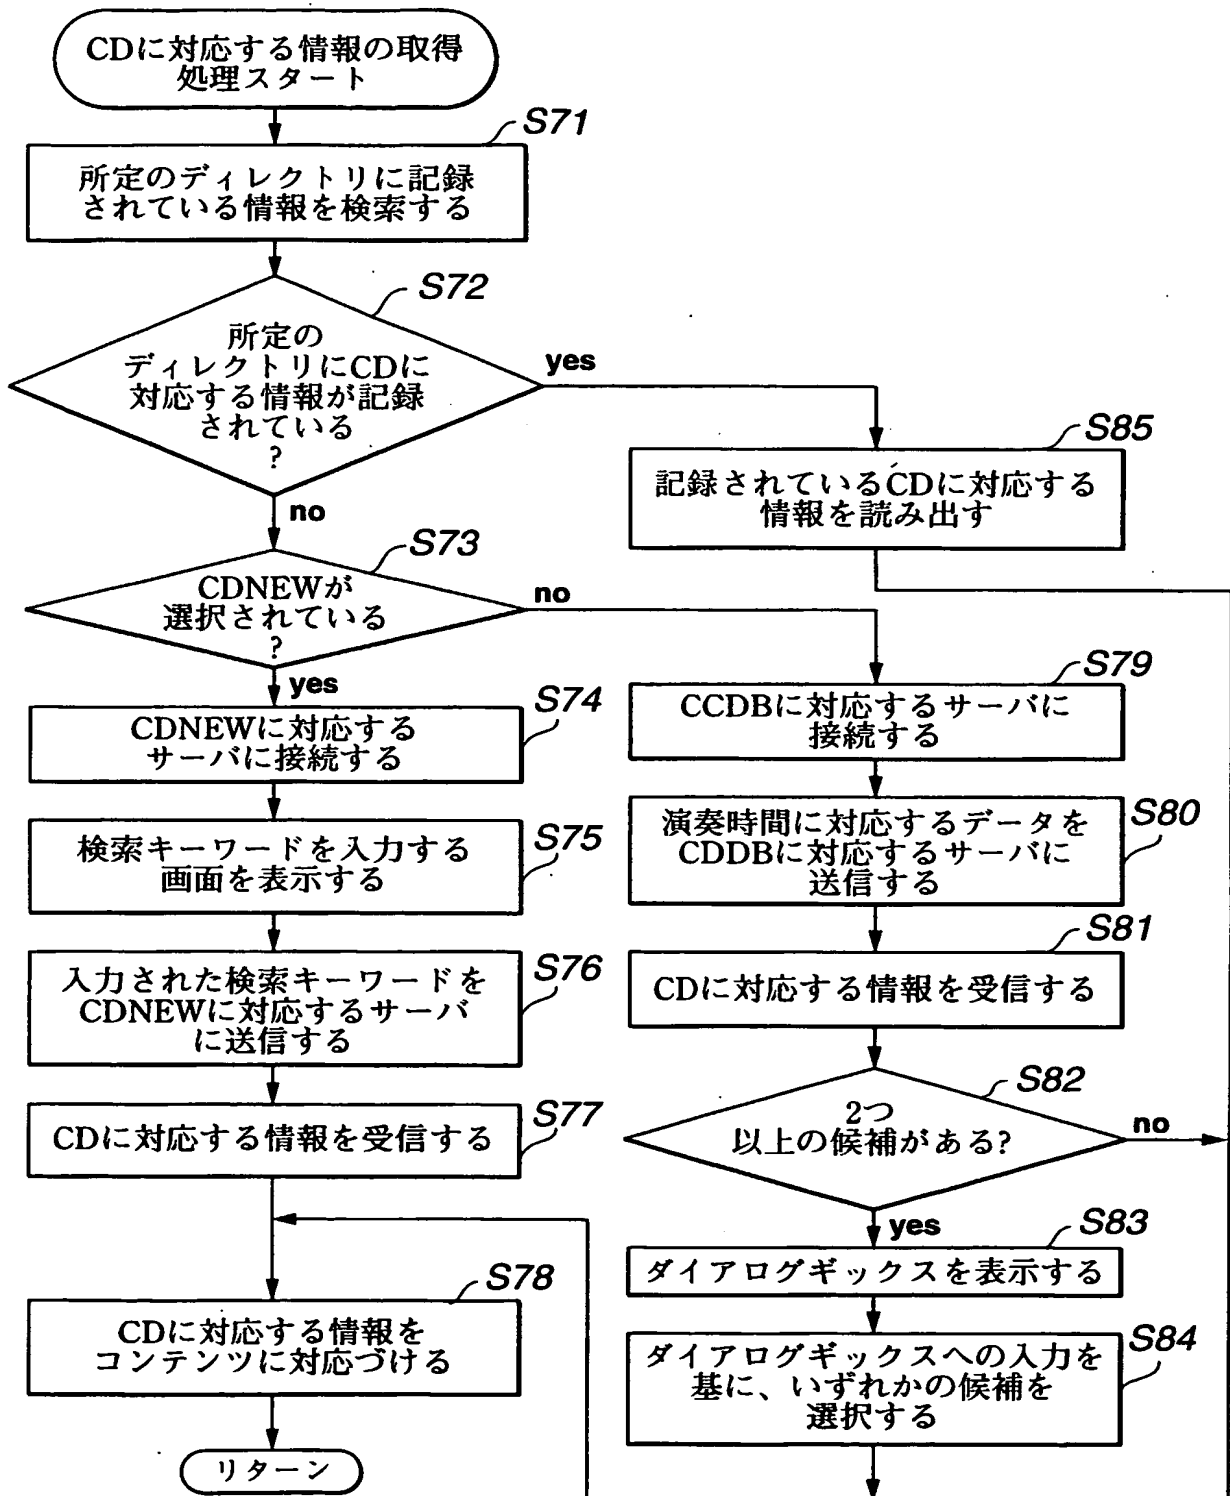 CDに対応する情報の取得
処理スタート
S71
所定のディレクトリに記録
されている情報を検索する
S72
所定の
ディレクトリにCDに
対応する情報が記録
されている
?
yes
no
S85
記録されているCDに対応する
情報を読み出す
S73
CDNEWが
選択されている
?
no
yes
S74
CDNEWに対応する
サーバに接続する
S75
検索キーワードを入力する
画面を表示する
S76
入力された検索キーワードを
CDNEWに対応するサーバ
に送信する
S77
CDに対応する情報を受信する
S78
CDに対応する情報を
コンテンツに対応づける
リターン
S79
CCDBに対応するサーバに
接続する
S80
演奏時間に対応するデータを
CDDBに対応するサーバに
送信する
S81
CDに対応する情報を受信する
S82
2つ
以上の候補がある?
no
yes
S83
ダイアログギックスを表示する
S84
ダイアログギックスへの入力を
基に、いずれかの候補を
選択する